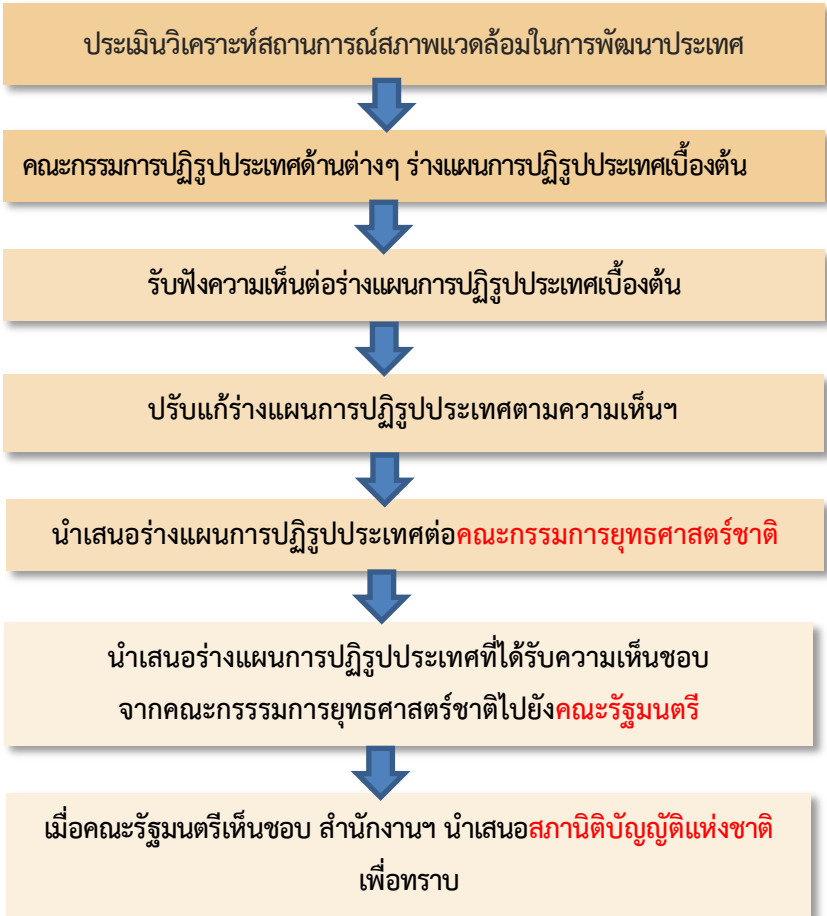 ประเมินวิเคราะห์สถานการณ์สภาพแวดล้อมในการพัฒนาประเทศ
คณะกรรมการปฏิรูปประเทศด้านต่างๆ ร่างแผนการปฏิรูปประเทศเบื้องต้น
รับฟังความเห็นต่อร่างแผนการปฏิรูปประเทศเบื้องต้น
ปรับแก้ร่างแผนการปฏิรูปประเทศตามความเห็นฯ
นำเสนอร่างแผนการปฏิรูปประเทศต่อคณะกรรมการยุทธศาสตร์ชาติ
นำเสนอร่างแผนการปฏิรูปประเทศที่ได้รับความเห็นชอบ
จากคณะกรรรมการยุทธศาสตร์ชาติไปยังคณะรัฐมนตรี
เมื่อคณะรัฐมนตรีเห็นชอบ สำนักงานฯ นำเสนอสภานิติบัญญัติแห่งชาติ
เพื่อทราบ